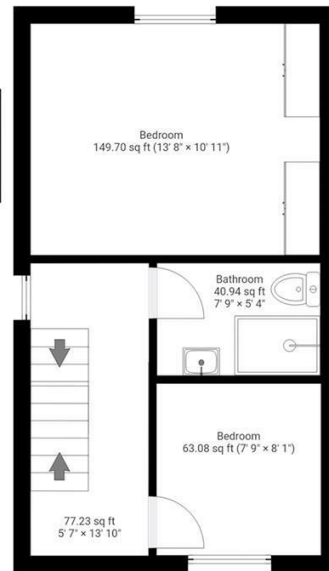 Bedroom
149.70 sq ft (13' 8" × 10' 11")
Bathroom
40.94 sq ft
7' 9" × 5' 4"
Bedroom
63.08 sq ft (7' 9" × 8' 1")
77.23 sq ft
5' 7" × 13' 10"